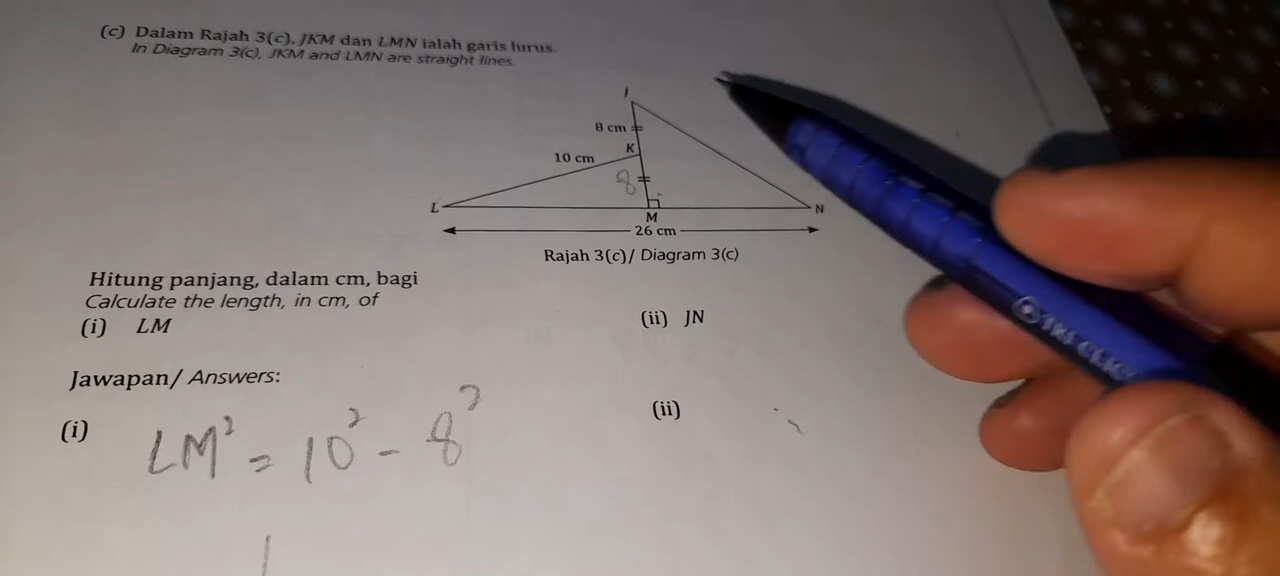 (c) Dalam Rajah 3(c), JKM dan LMN ialah garis lurus.
In Diagram 3(c), JKM and LMN are straight lines.
J
8 cm
K
10 cm
8
L
N
M
26 cm
Rajah 3(c)/ Diagram 3(c)
Hitung panjang, dalam cm, bagi
Calculate the length, in cm, of
(i) LM
(ii) JN
Jawapan/ Answers:
(i) LM² = 10² - 8²
(ii)